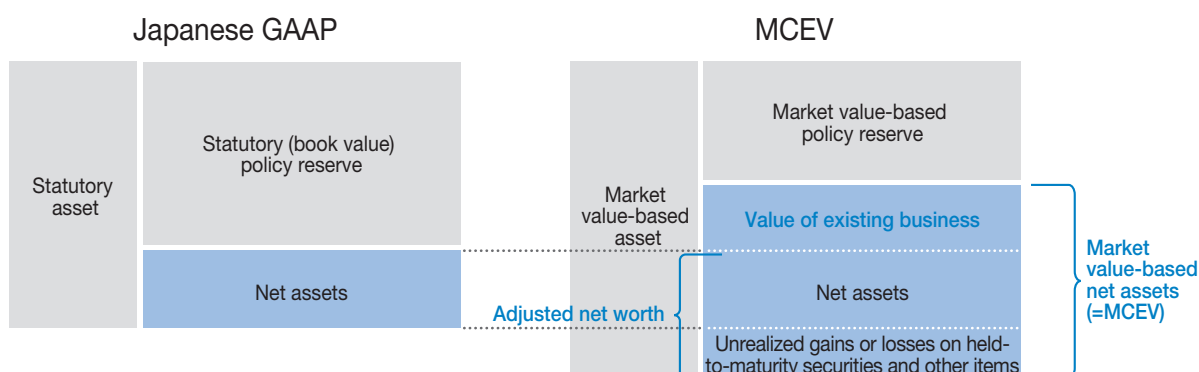 Japanese GAAP
Statutory
asset
Statutory (book value)
policy reserve
Net assets
MCEV
Market
value-based
asset
Market value-based
policy reserve
Value of existing business
Adjusted net worth
Net assets
Unrealized gains or losses on held-
to-maturity securities and other items
Market
value-based
net assets
(=MCEV)